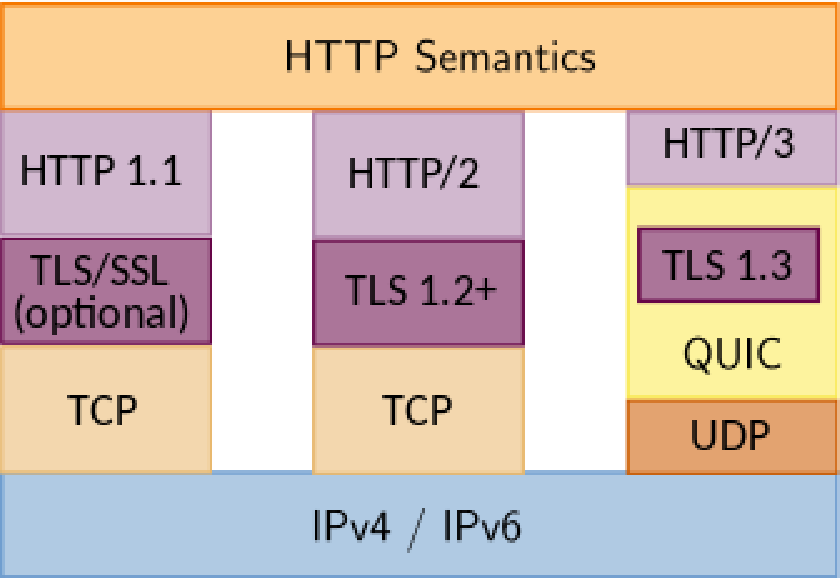 HTTP Semantics
HTTP 1.1
HTTP/2
HTTP/3
TLS/SSL
(optional)
TLS 1.2+
TLS 1.3
QUIC
TCP
TCP
UDP
IPv4 / IPv6